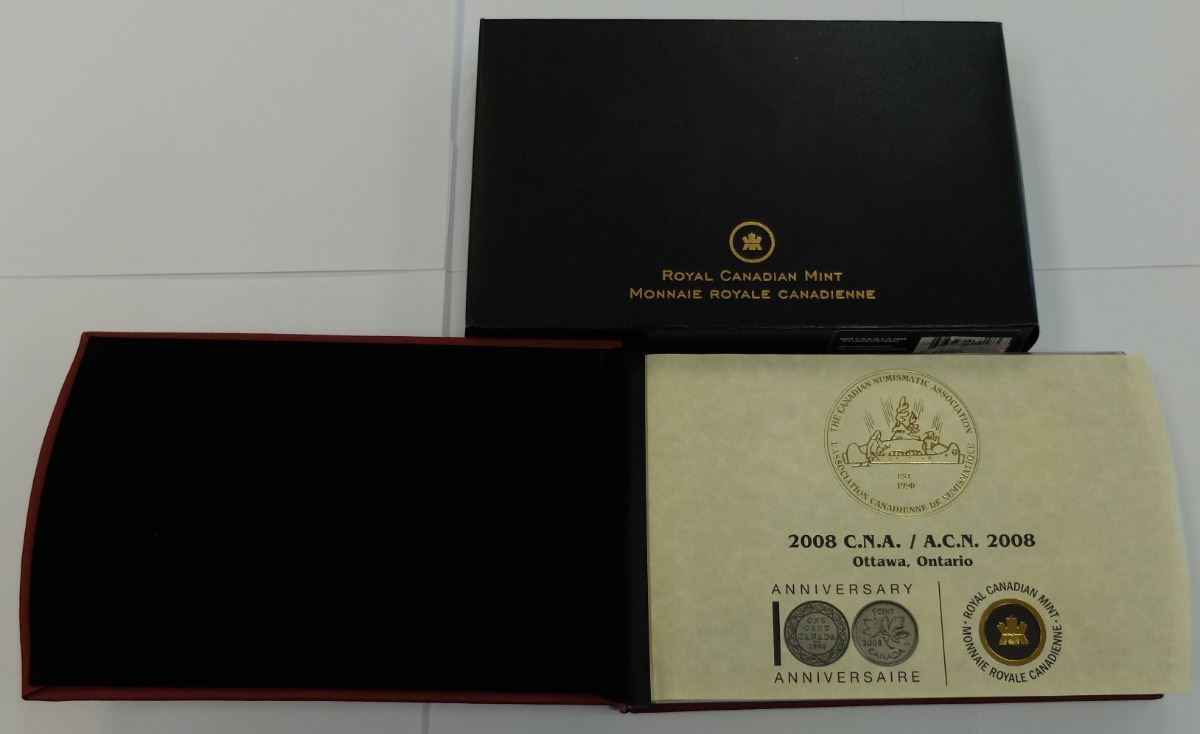 ROYAL CANADIAN MINT
MONNAIE ROYALE CANADIENNE
THE CANADIAN NUMISMATIC ASSOCIATION
L'ASSOCIATION CANADIENNE DE NUMISMATIQUE
EST.
1950
2008 C.N.A. / A.C.N. 2008
Ottawa, Ontario
ANNIVERSARY
ONE
CENT
CANADA
1908
1 CENT
2008
CANADA
ANNIVERSAIRE
ROYAL CANADIAN MINT
MONNAIE ROYALE CANADIENNE